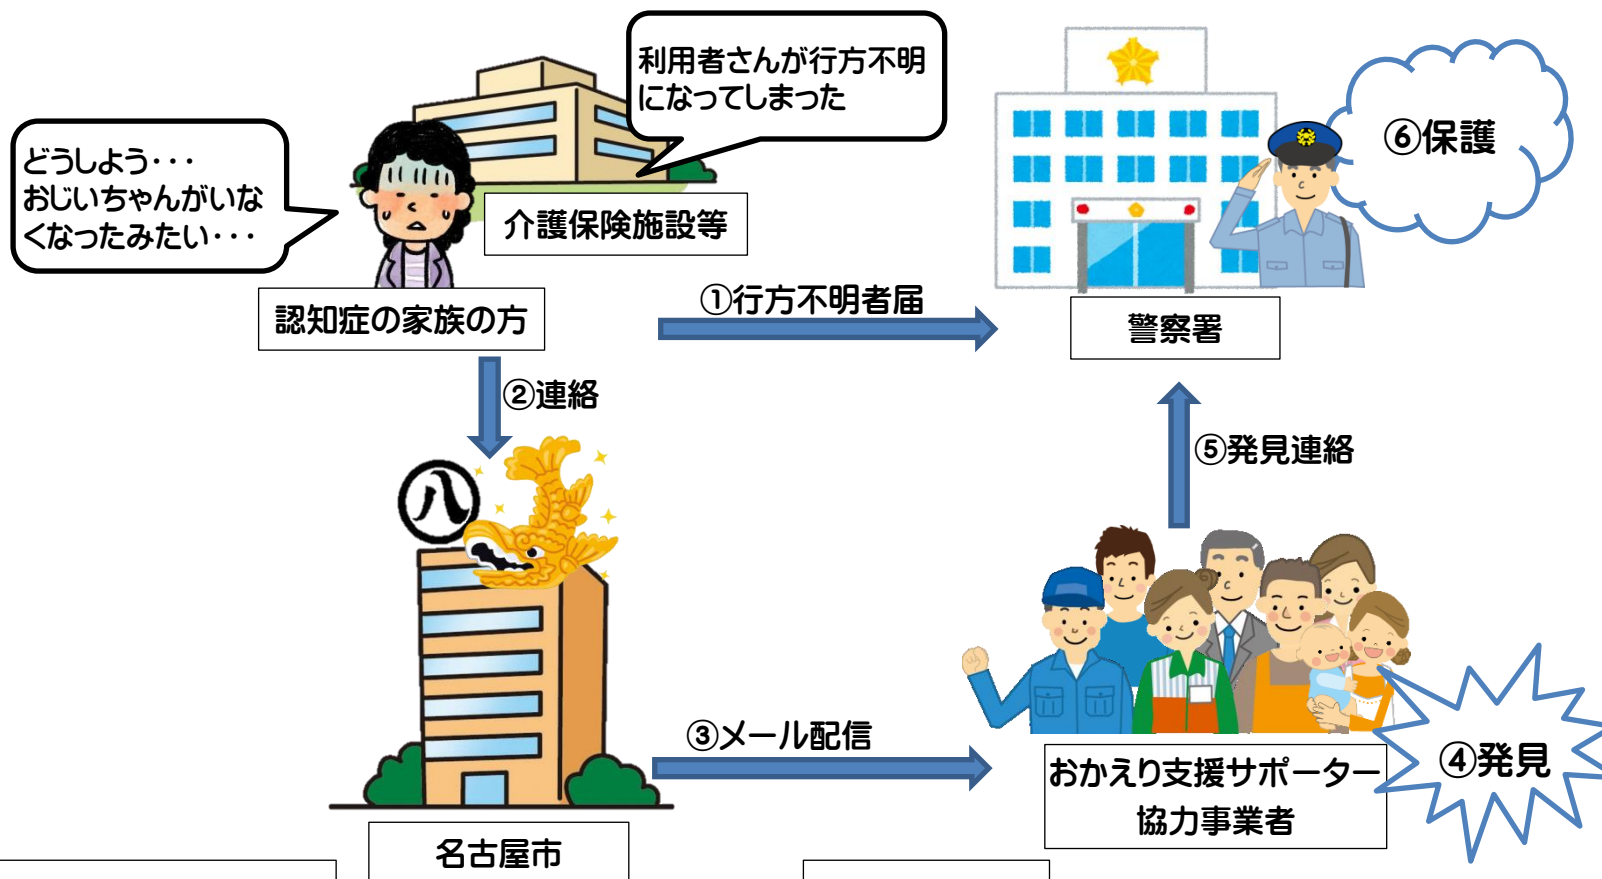 利用者さんが行方不明
になってしまった
どうしよう・・・
おじいちゃんがいな
くなったみたい・・・
⑥保護
介護保険施設等
認知症の家族の方
①行方不明者届
警察署
②連絡
⑤発見連絡
八
③メール配信
おかえり支援サポーター
協力事業者
④発見
名古屋市